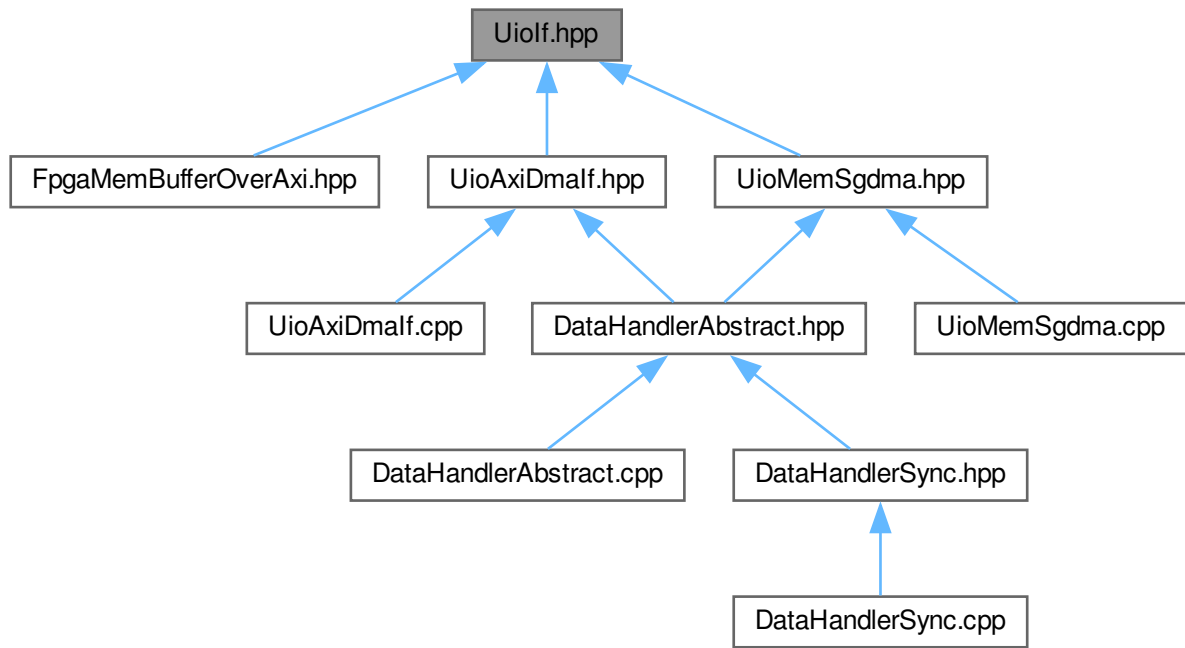 UioIf.hpp
FpgaMemBufferOverAxi.hpp
UioAxiDmaIf.hpp
UioMemSgdma.hpp
UioAxiDmaIf.cpp
DataHandlerAbstract.hpp
UioMemSgdma.cpp
DataHandlerAbstract.cpp
DataHandlerSync.hpp
DataHandlerSync.cpp